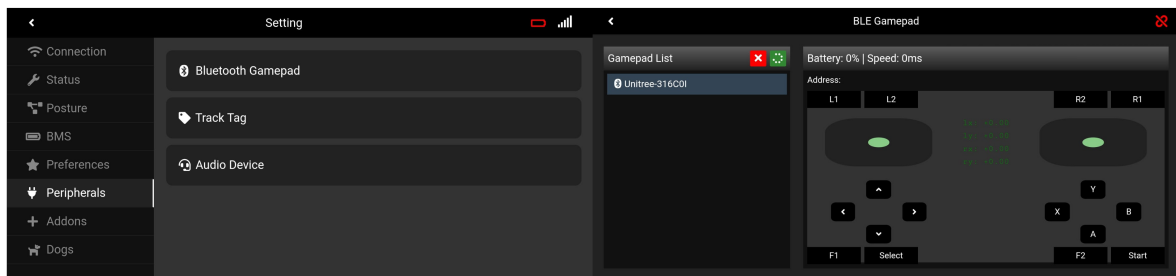 Setting
Connection
Status
Posture
BMS
Preferences
Peripherals
Addons
Dogs
Bluetooth Gamepad
Track Tag
Audio Device
BLE Gamepad
Gamepad List
Unitree-316C0I
Battery: 0% | Speed: 0ms
Address:
L1 L2 R2 R1
Y
X B
A
F1 Select F2 Start